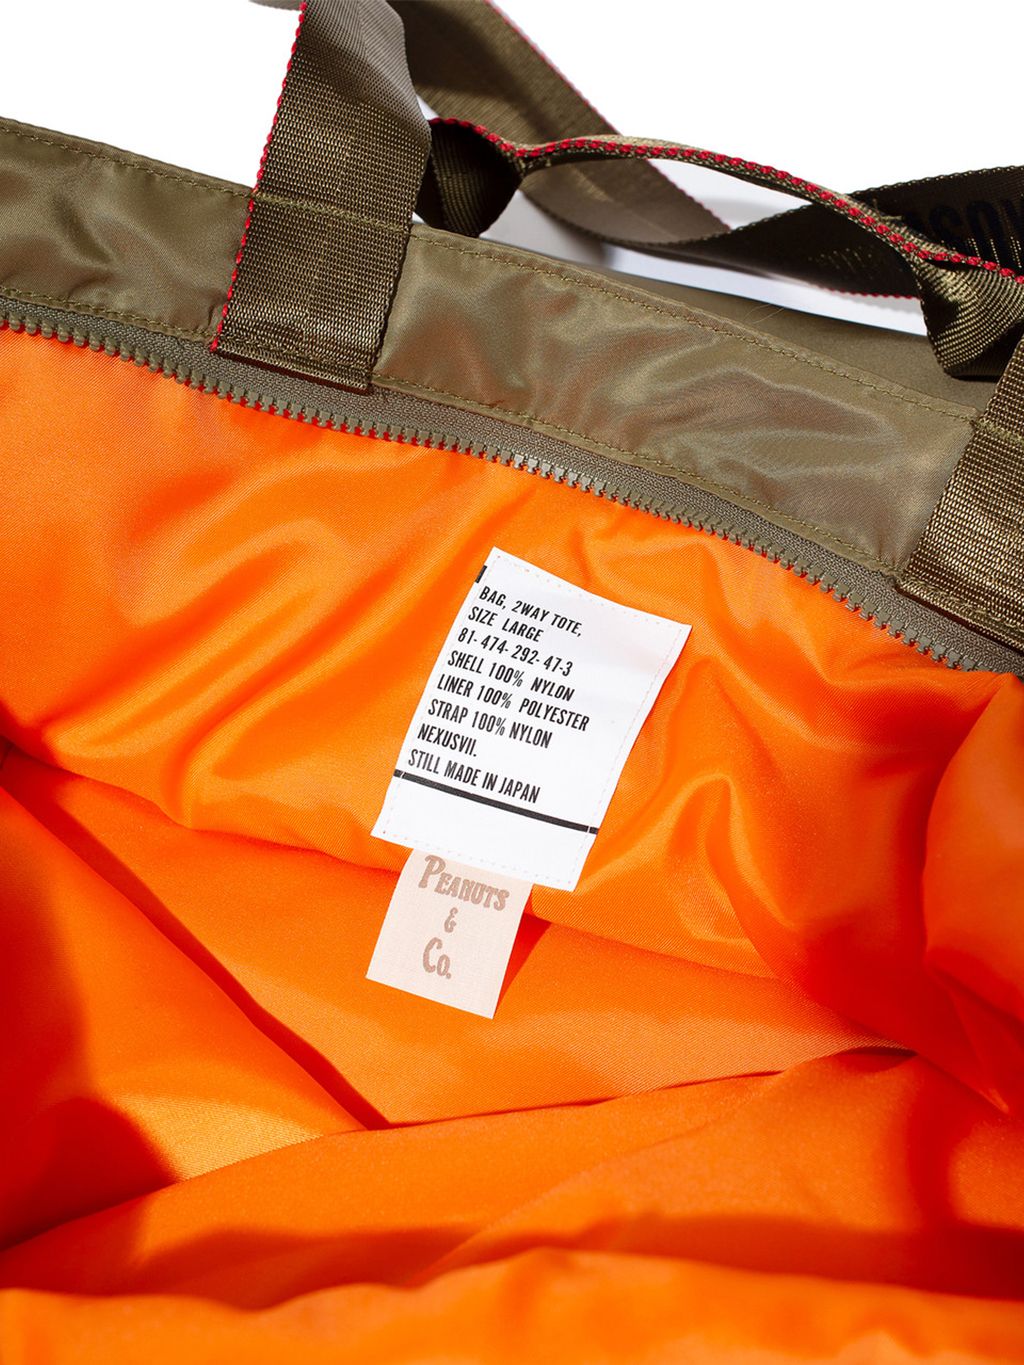 BAG, 2WAY TOTE,
SIZE LARGE
81-474-292-47-3
SHELL 100% NYLON
LINER 100% POLYESTER
STRAP 100% NYLON
NEXUSVII.
STILL MADE IN JAPAN
PEANUTS
&
CO.